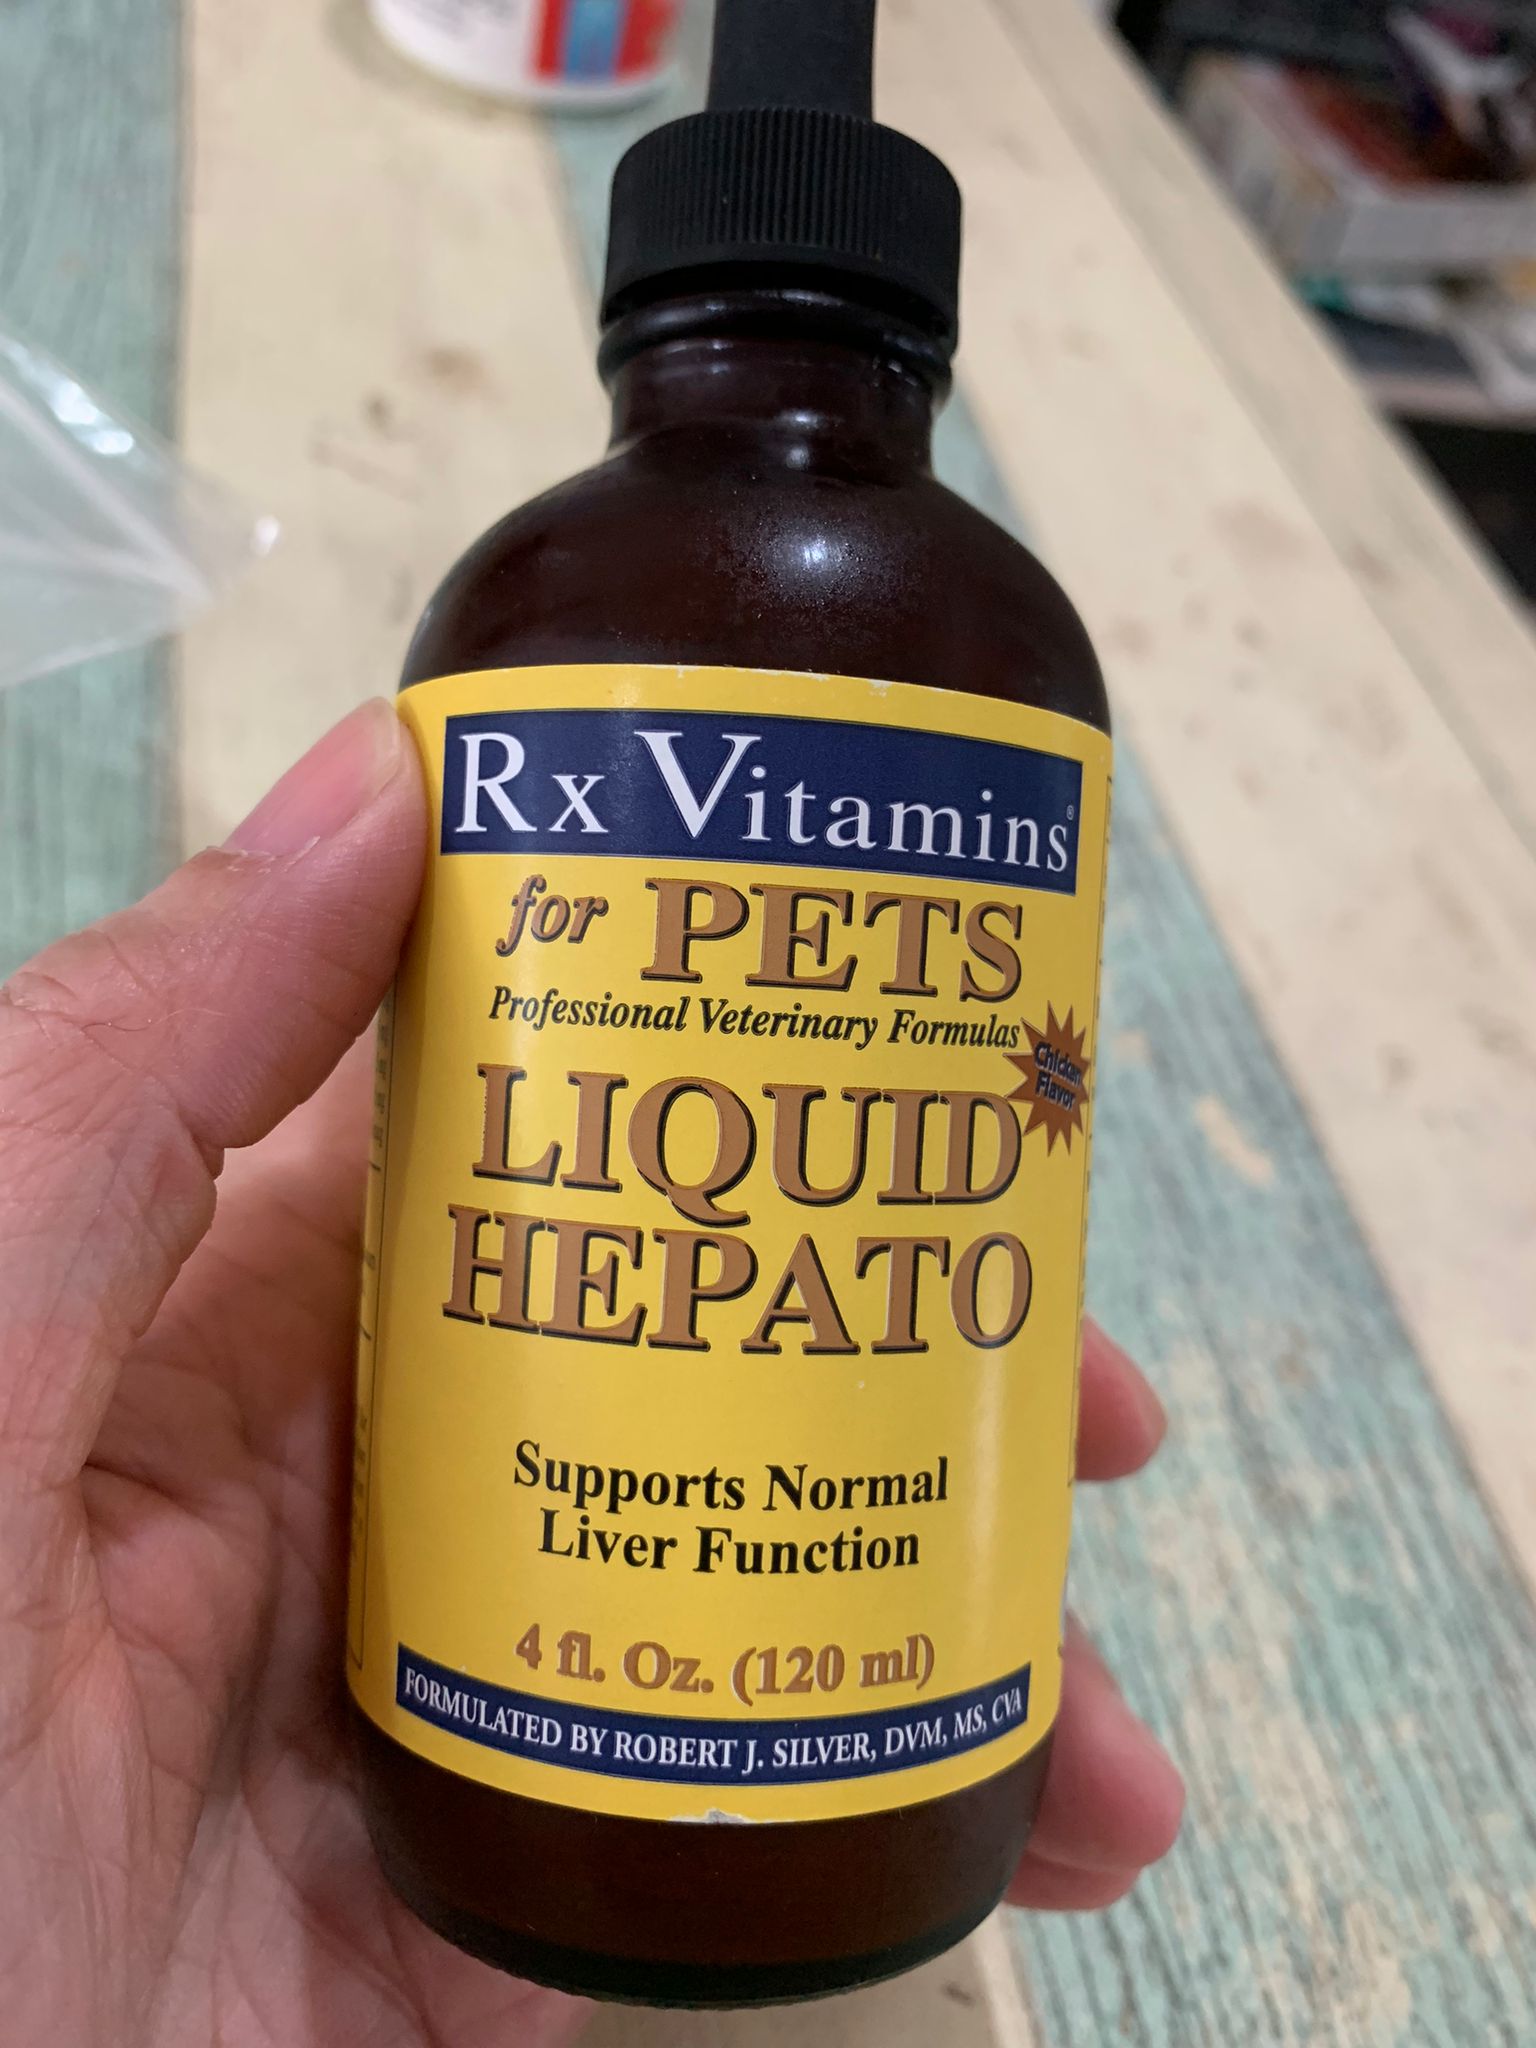 Rx Vitamins®
for PETS
Professional Veterinary Formulas
Chicken
Flavor
LIQUID
HEPATO
Supports Normal
Liver Function
4 fl. Oz. (120 ml)
FORMULATED BY ROBERT J. SILVER, DVM, MS, CVA